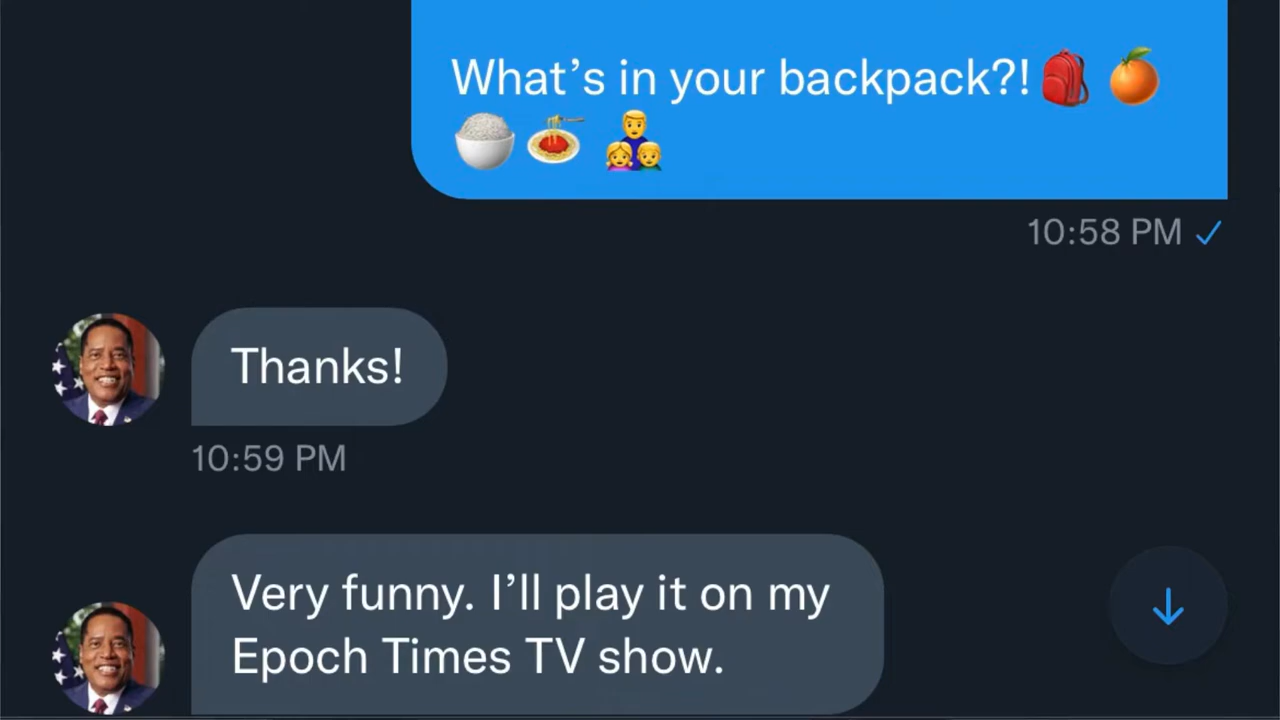 What’s in your backpack?! 🎒 🍊
🍚 🍝 👨‍👧‍👦
10:58 PM ✓
Thanks!
10:59 PM
Very funny. I’ll play it on my
Epoch Times TV show.